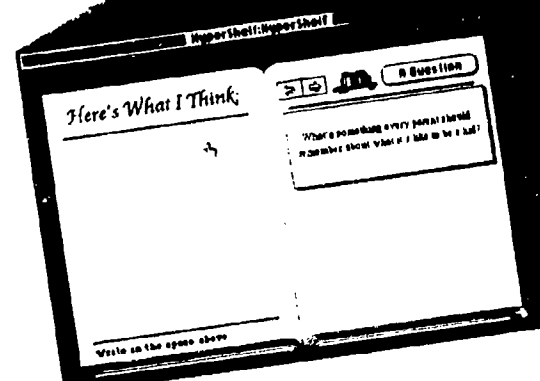 HyperShelf:HyperShelf
Here's What I Think:
A Question
What's something every parent should
remember about what it's like to be a kid?
Write in the space above